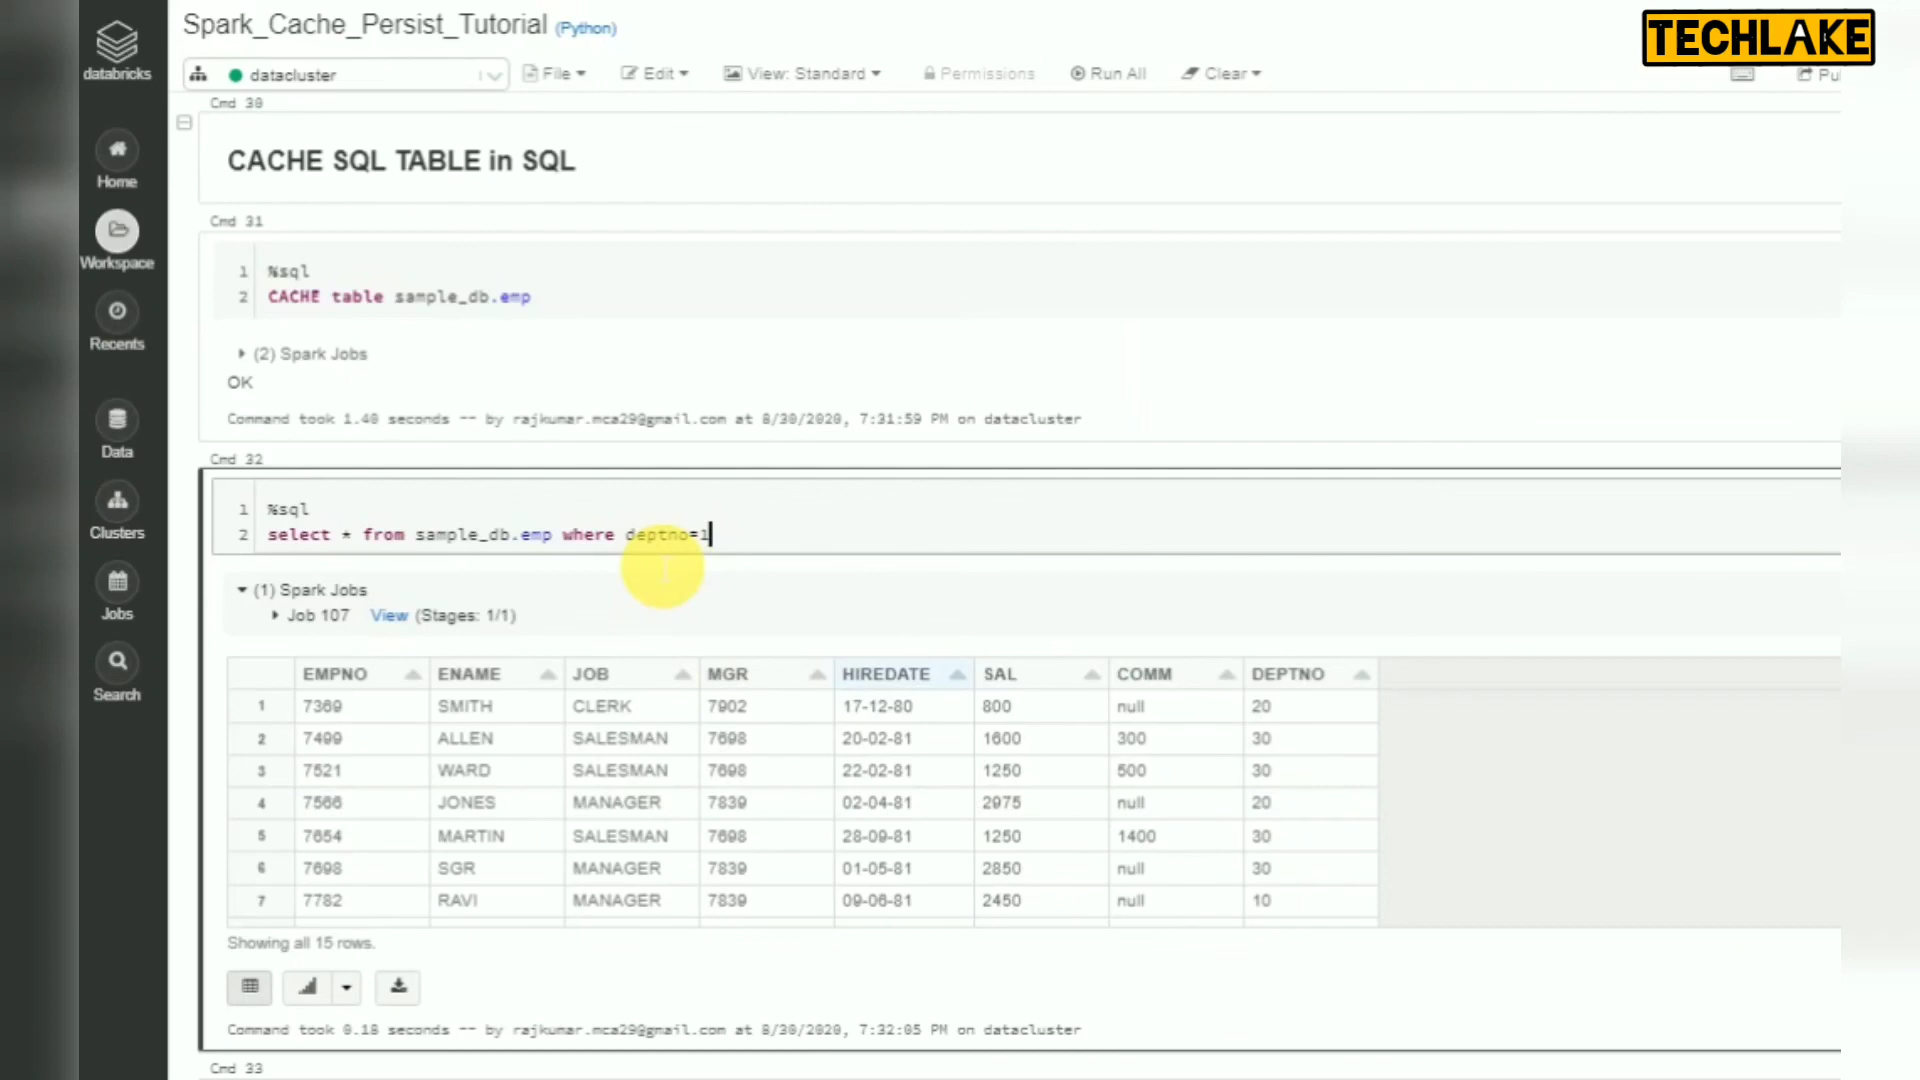 Spark_Cache_Persist_Tutorial (Python)
TECHLAKE
databricks
datacluster
File
Edit
View: Standard
Permissions
Run All
Clear
Pu
Cmd 30
CACHE SQL TABLE in SQL
Home
Cmd 31
Workspace
1 %sql
2 CACHE table sample_db.emp
Recents
(2) Spark Jobs
OK
Command took 1.40 seconds -- by rajkumar.mca29@gmail.com at 8/30/2020, 7:31:59 PM on datacluster
Data
Cmd 32
1 %sql
2 select * from sample_db.emp where deptno=1
Clusters
(1) Spark Jobs
Job 107 View (Stages: 1/1)
Jobs
Search
EMPNO ENAME JOB MGR HIREDATE SAL COMM DEPTNO
1 7369 SMITH CLERK 7902 17-12-80 800 null 20
2 7499 ALLEN SALESMAN 7698 20-02-81 1600 300 30
3 7521 WARD SALESMAN 7698 22-02-81 1250 500 30
4 7566 JONES MANAGER 7839 02-04-81 2975 null 20
5 7654 MARTIN SALESMAN 7698 28-09-81 1250 1400 30
6 7698 SGR MANAGER 7839 01-05-81 2850 null 30
7 7782 RAVI MANAGER 7839 09-06-81 2450 null 10
Showing all 15 rows.
Command took 0.18 seconds -- by rajkumar.mca29@gmail.com at 8/30/2020, 7:32:05 PM on datacluster
Cmd 33